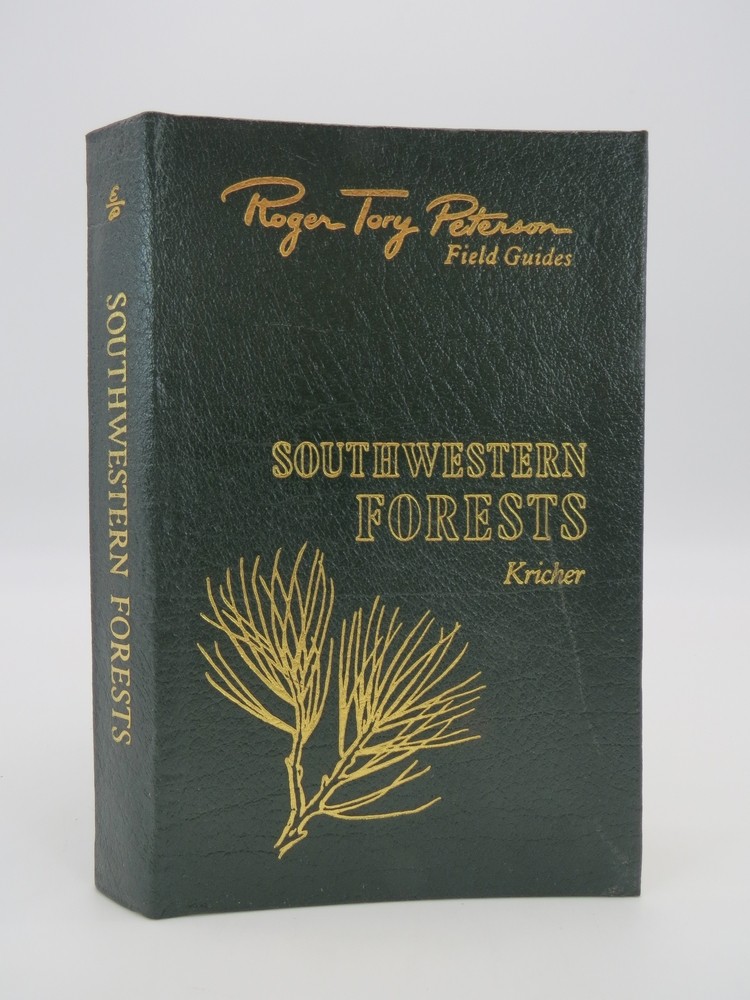 Roger Tory Peterson
Field Guides
SOUTHWESTERN
FORESTS
Kricher
SOUTHWESTERN FORESTS